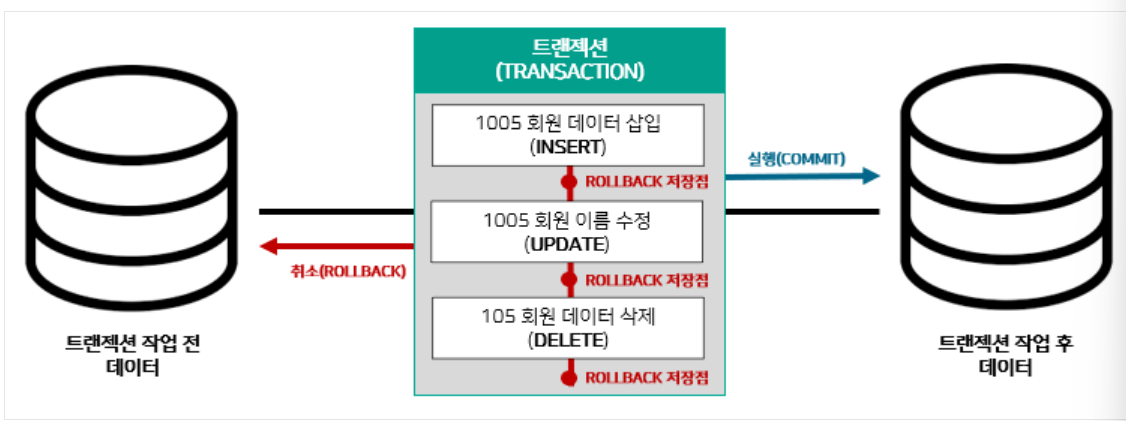 트랜젝션
(TRANSACTION)
1005 회원 데이터 삽입
(INSERT)
실행(COMMIT)
ROLLBACK 저장점
1005 회원 이름 수정
(UPDATE)
취소(ROLLBACK)
ROLLBACK 저장점
105 회원 데이터 삭제
(DELETE)
ROLLBACK 저장점
트랜젝션 작업 전
데이터
트랜젝션 작업 후
데이터